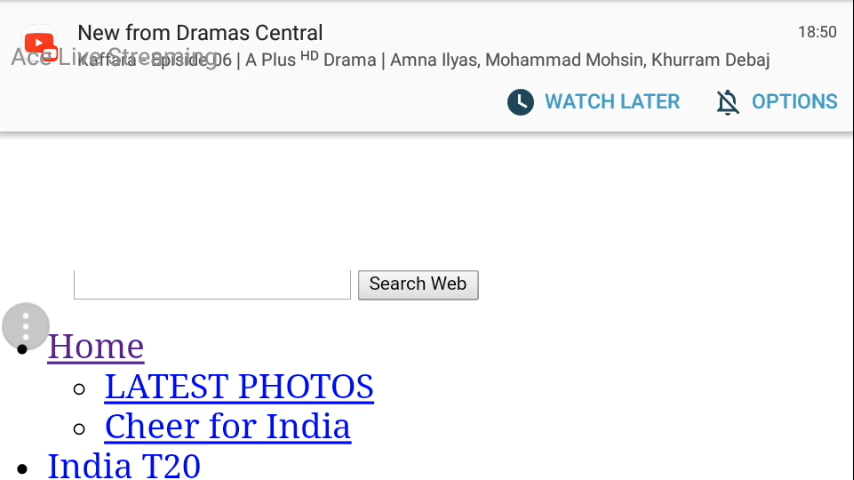 New from Dramas Central
18:50
Ace Live Streaming
Kaffara - Episide 06 | A Plus ᴴᴰ Drama | Amna Ilyas, Mohammad Mohsin, Khurram Debaj
WATCH LATER
OPTIONS
Search Web
Home
LATEST PHOTOS
Cheer for India
India T20